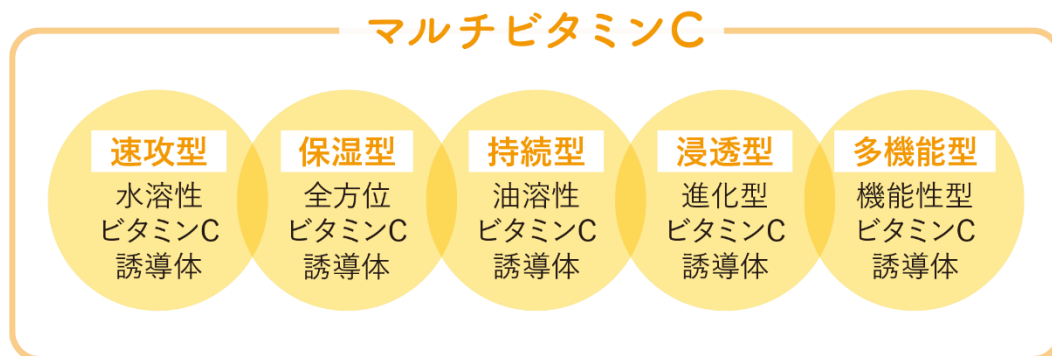 マルチビタミンC
速攻型
水溶性
ビタミンC
誘導体
保湿型
全方位
ビタミンC
誘導体
持続型
油溶性
ビタミンC
誘導体
浸透型
進化型
ビタミンC
誘導体
多機能型
機能性型
ビタミンC
誘導体